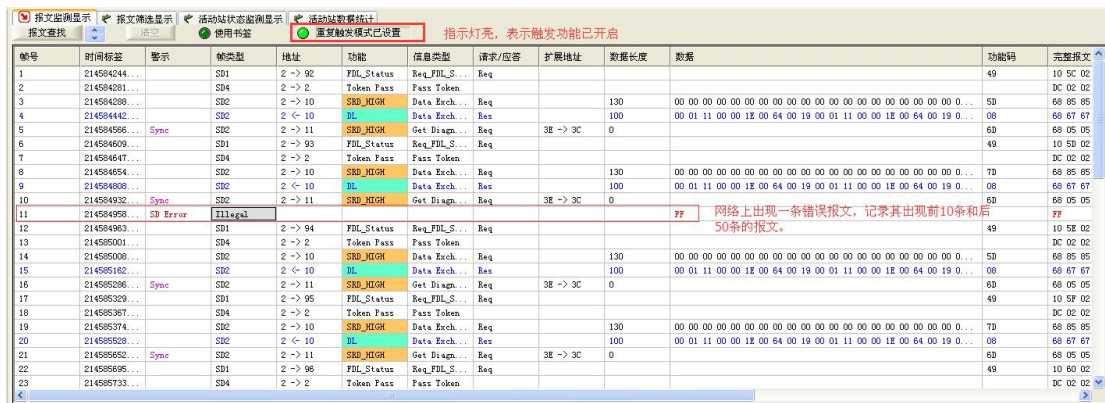 报文监测显示 报文筛选显示 活动站状态监测显示 活动站数据统计
报文查找 清空 使用书签 重复触发模式已设置 指示灯亮，表示触发功能已开启
帧号 时间标签 警示 帧类型 地址 功能 信息类型 请求/应答 扩展地址 数据长度 数据 功能码 完整报文
1 214584244... SD1 2 -> 92 FDL_Status Req_FDL_S... Req 49 10 5C 02
2 214584281... SD4 2 -> 2 Token Pass Pass Token DC 02 02
3 214584288... SD2 2 -> 10 SRD_HIGH Data Exch... Req 130 00 00 00 00 00 00 00 00 00 00 00 00 00 00 00 00 00 00 00 0... 5D 68 85 85
4 214584442... SD2 2 <- 10 DL Data Exch... Res 100 00 01 11 00 00 1E 00 64 00 19 00 01 11 00 00 1E 00 64 00 19 0... 08 68 67 67
5 214584566... Sync SD2 2 -> 11 SRD_HIGH Get Diagn... Req 3E -> 3C 0 6D 68 05 05
6 214584609... SD1 2 -> 93 FDL_Status Req_FDL_S... Req 49 10 5D 02
7 214584647... SD4 2 -> 2 Token Pass Pass Token DC 02 02
8 214584654... SD2 2 -> 10 SRD_HIGH Data Exch... Req 130 00 00 00 00 00 00 00 00 00 00 00 00 00 00 00 00 00 00 00 0... 7D 68 85 85
9 214584808... SD2 2 <- 10 DL Data Exch... Res 100 00 01 11 00 00 1E 00 64 00 19 00 01 11 00 00 1E 00 64 00 19 0... 08 68 67 67
10 214584932... Sync SD2 2 -> 11 SRD_HIGH Get Diagn... Req 3E -> 3C 0 6D 68 05 05
11 214584958... SD Error Illegal FF 网络上出现一条错误报文，记录其出现前10条和后 FF
12 214584963... SD1 2 -> 94 FDL_Status Req_FDL_S... Req 50条的报文。 49 10 5E 02
13 214585001... SD4 2 -> 2 Token Pass Pass Token DC 02 02
14 214585008... SD2 2 -> 10 SRD_HIGH Data Exch... Req 130 00 00 00 00 00 00 00 00 00 00 00 00 00 00 00 00 00 00 00 0... 5D 68 85 85
15 214585162... SD2 2 <- 10 DL Data Exch... Res 100 00 01 11 00 00 1E 00 64 00 19 00 01 11 00 00 1E 00 64 00 19 0... 08 68 67 67
16 214585286... Sync SD2 2 -> 11 SRD_HIGH Get Diagn... Req 3E -> 3C 0 6D 68 05 05
17 214585329... SD1 2 -> 95 FDL_Status Req_FDL_S... Req 49 10 5F 02
18 214585367... SD4 2 -> 2 Token Pass Pass Token DC 02 02
19 214585374... SD2 2 -> 10 SRD_HIGH Data Exch... Req 130 00 00 00 00 00 00 00 00 00 00 00 00 00 00 00 00 00 00 00 0... 7D 68 85 85
20 214585528... SD2 2 <- 10 DL Data Exch... Res 100 00 01 11 00 00 1E 00 64 00 19 00 01 11 00 00 1E 00 64 00 19 0... 08 68 67 67
21 214585652... Sync SD2 2 -> 11 SRD_HIGH Get Diagn... Req 3E -> 3C 0 6D 68 05 05
22 214585695... SD1 2 -> 96 FDL_Status Req_FDL_S... Req 49 10 60 02
23 214585733... SD4 2 -> 2 Token Pass Pass Token DC 02 02